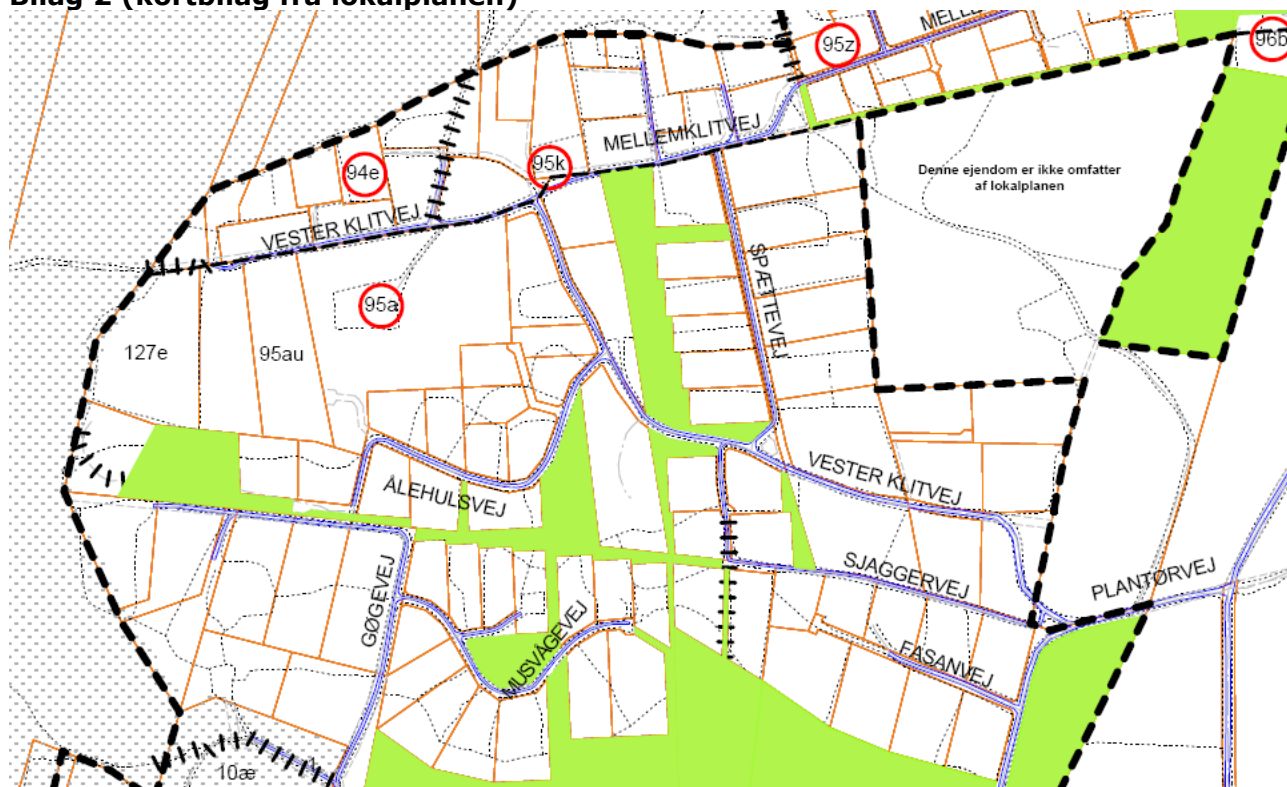 Bilag 2 (kortbilag fra lokalplanen)
95z
96b
MELLEMKLITVEJ
95k
94e
Denne ejendom er ikke omfatter
af lokalplanen
VESTER KLITVEJ
SPÆTTEVEJ
95a
127e
95au
ÅLEHULSVEJ
VESTER KLITVEJ
SJAGGERVEJ
PLANTØRVEJ
GØGEVEJ
MUSVÅGEVEJ
FASANVEJ
10æ